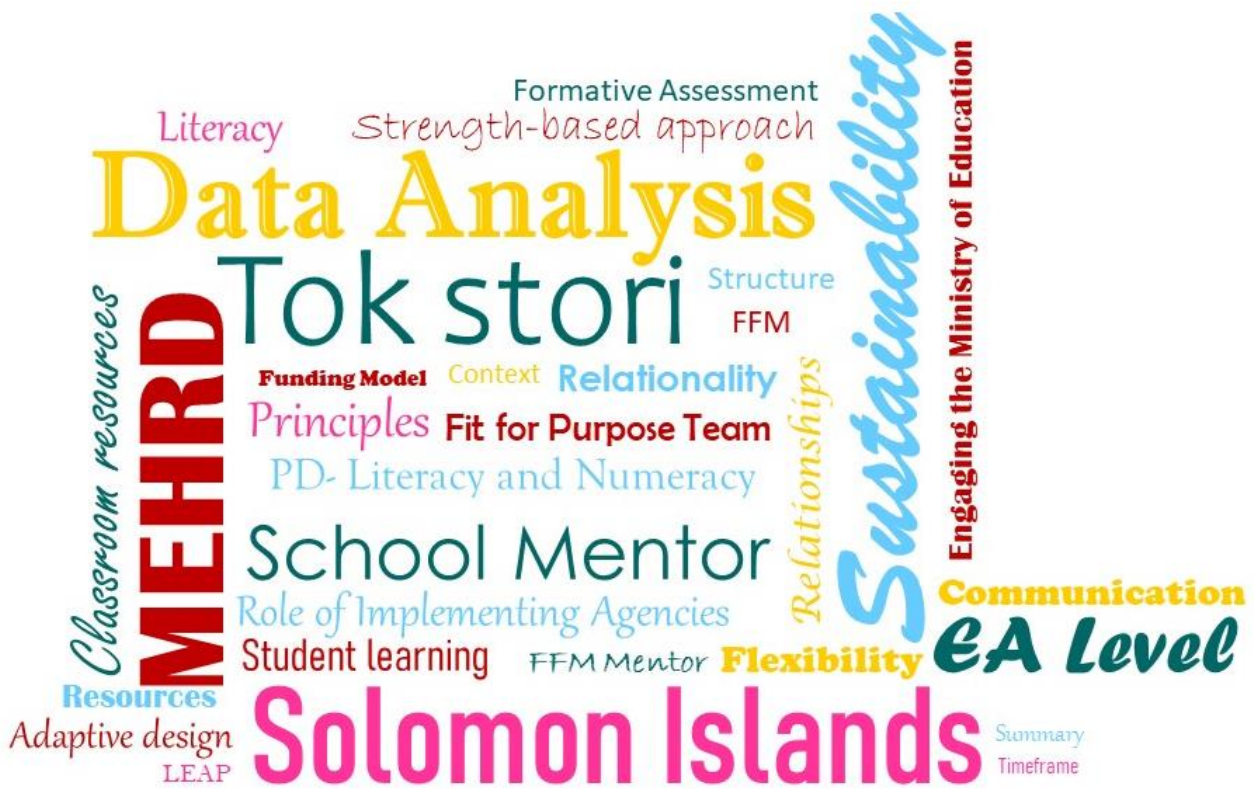 Formative Assessment
Literacy
Strength-based approach
Data Analysis
Sustainability
Engaging the Ministry of Education
Tok stori
Structure
FFM
Classroom resources
MEHRD
Funding Model
Context
Relationality
Principles
Fit for Purpose Team
Relationships
PD- Literacy and Numeracy
School Mentor
Role of Implementing Agencies
Communication
Student learning
FFM Mentor
Flexibility
EA Level
Resources
Solomon Islands
Adaptive design
LEAP
Summary
Timeframe